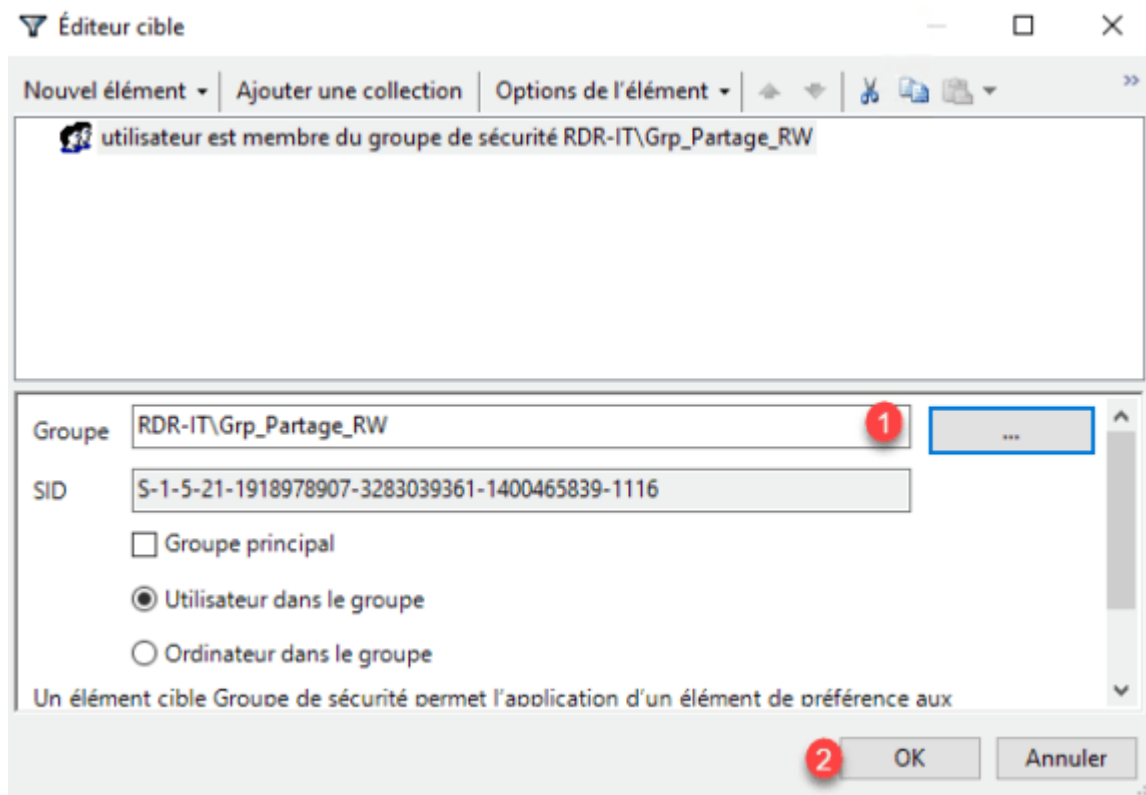 Éditeur cible
Nouvel élément Ajouter une collection Options de l'élément »
utilisateur est membre du groupe de sécurité RDR-IT\Grp_Partage_RW
Groupe RDR-IT\Grp_Partage_RW 1 ...
SID S-1-5-21-1918978907-3283039361-1400465839-1116
Groupe principal
Utilisateur dans le groupe
Ordinateur dans le groupe
Un élément cible Groupe de sécurité permet l'application d'un élément de préférence aux
2 OK Annuler